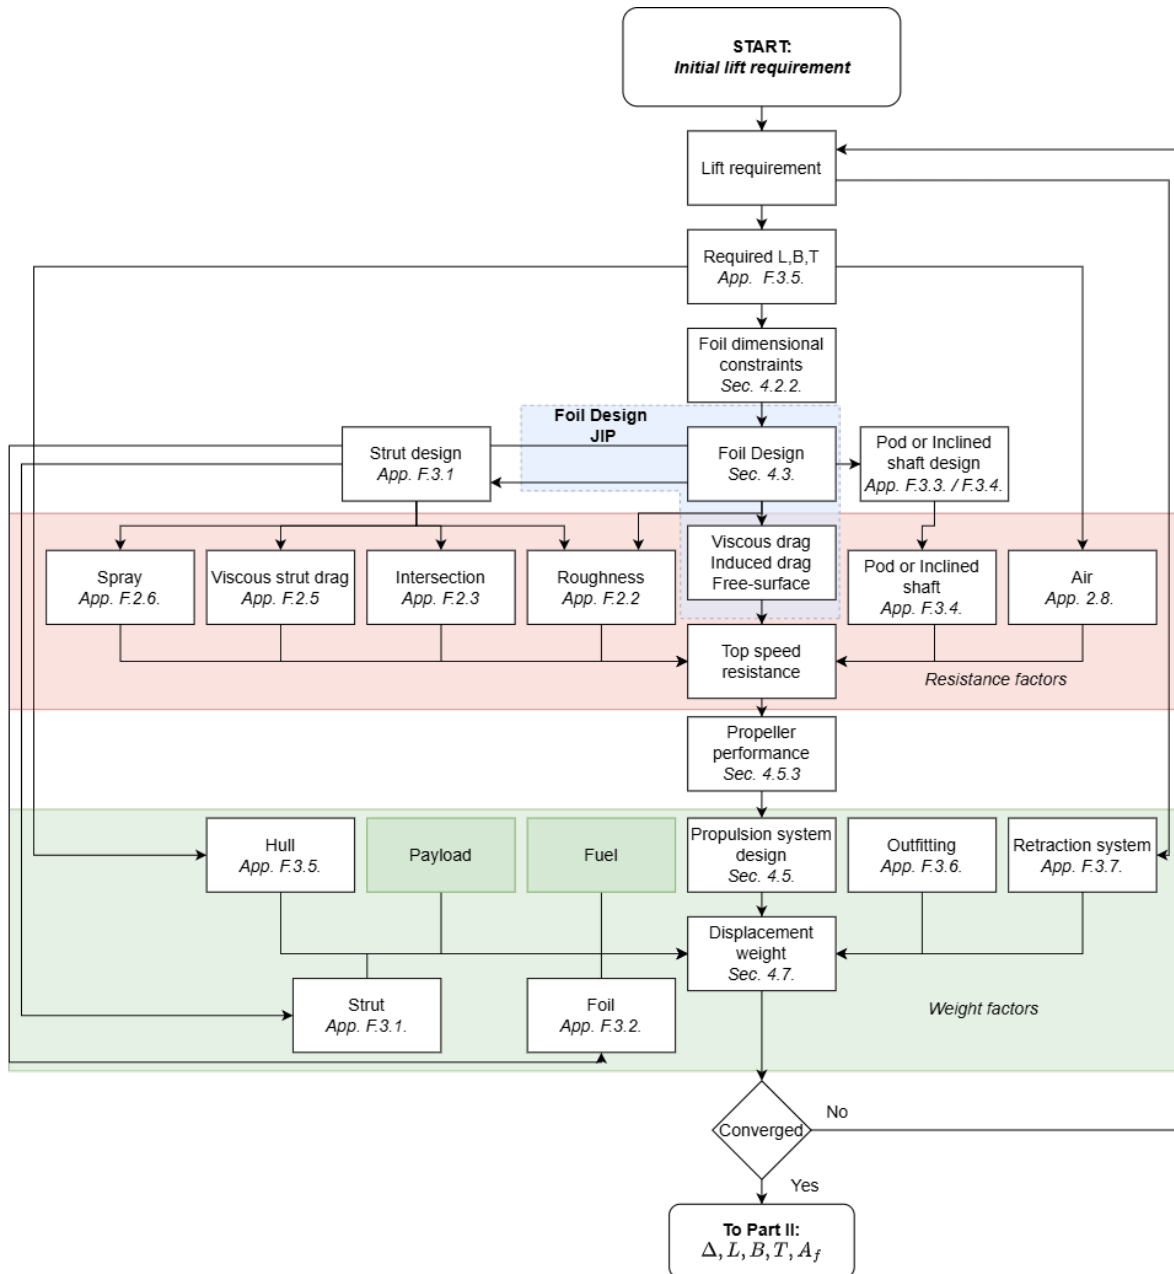 START:
Initial lift requirement
Lift requirement
Required L,B,T
App. F.3.5.
Foil dimensional
constraints
Sec. 4.2.2.
Foil Design
JIP
Strut design
App. F.3.1
Foil Design
Sec. 4.3.
Pod or Inclined
shaft design
App. F.3.3. / F.3.4.
Spray
App. F.2.6.
Viscous strut drag
App. F.2.5
Intersection
App. F.2.3
Roughness
App. F.2.2
Viscous drag
Induced drag
Free-surface
Pod or Inclined
shaft
App. F.3.4.
Air
App. 2.8.
Top speed
resistance
Resistance factors
Propeller
performance
Sec. 4.5.3
Hull
App. F.3.5.
Payload
Fuel
Propulsion system
design
Sec. 4.5.
Outfitting
App. F.3.6.
Retraction system
App. F.3.7.
Displacement
weight
Sec. 4.7.
Strut
App. F.3.1.
Foil
App. F.3.2.
Weight factors
Converged
No
Yes
To Part II:
Δ, L, B, T, A_f